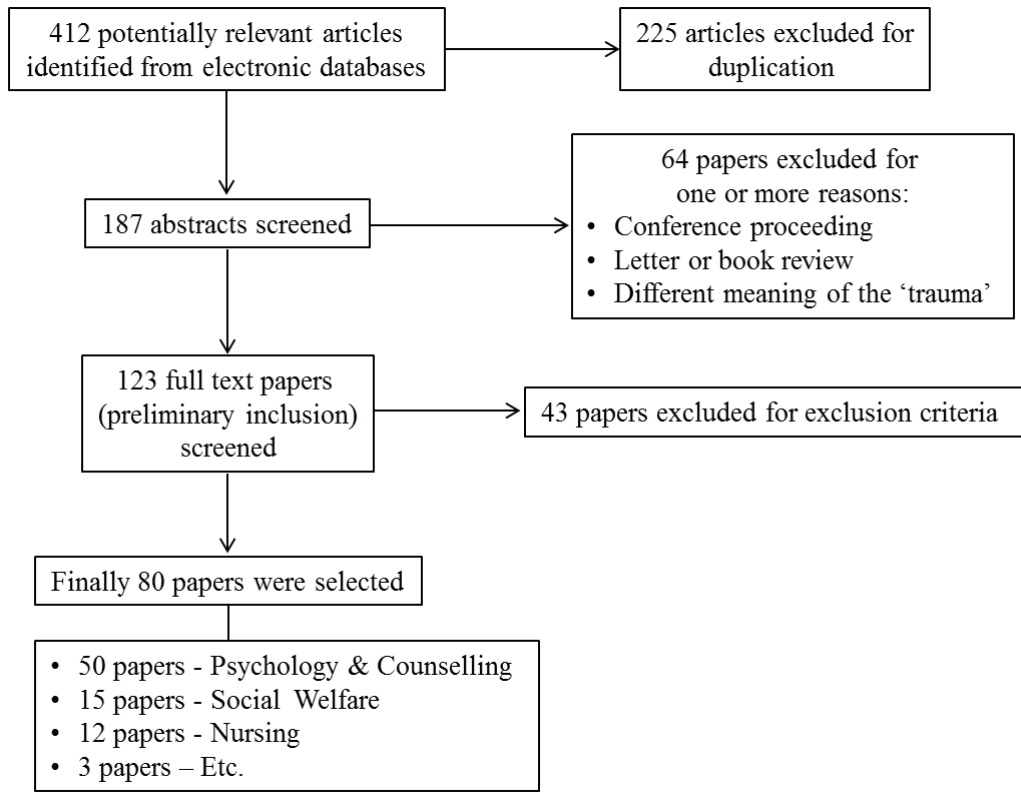 412 potentially relevant articles
identified from electronic databases
225 articles excluded for
duplication
187 abstracts screened
64 papers excluded for
one or more reasons:
• Conference proceeding
• Letter or book review
• Different meaning of the ‘trauma’
123 full text papers
(preliminary inclusion)
screened
43 papers excluded for exclusion criteria
Finally 80 papers were selected
• 50 papers - Psychology & Counselling
• 15 papers - Social Welfare
• 12 papers - Nursing
• 3 papers – Etc.